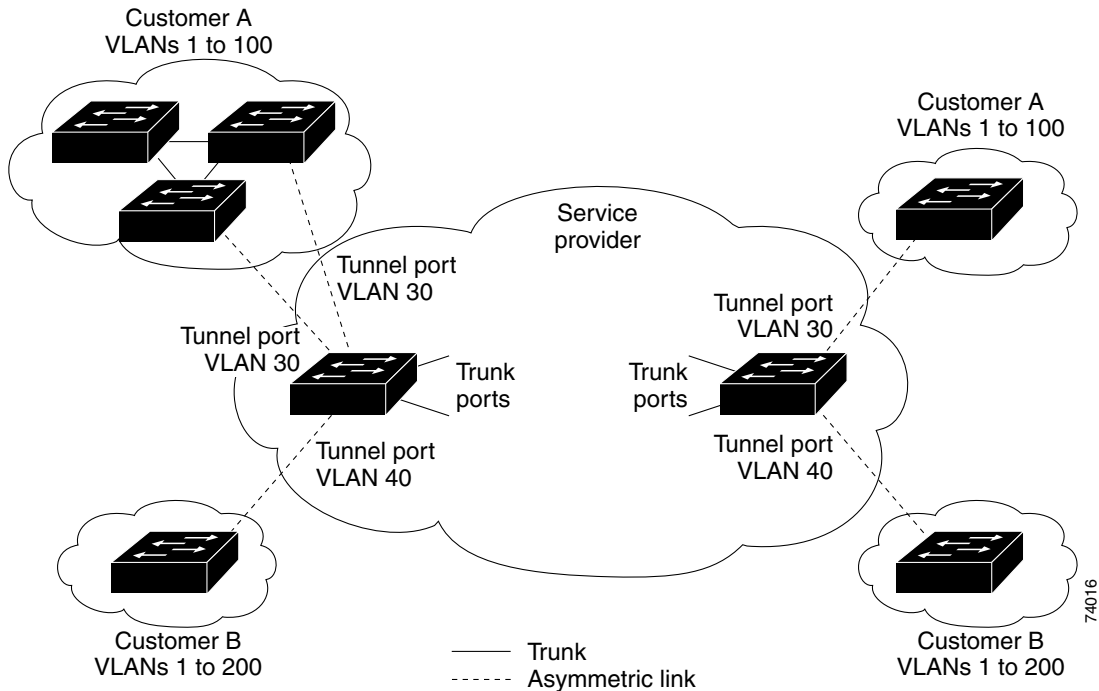 Customer A
VLANs 1 to 100
Customer A
VLANs 1 to 100
Service
provider
Tunnel port
VLAN 30
Tunnel port
VLAN 30
Tunnel port
VLAN 30
Trunk
ports
Trunk
ports
Tunnel port
VLAN 40
Tunnel port
VLAN 40
Customer B
VLANs 1 to 200
Customer B
VLANs 1 to 200
74016
Trunk
Asymmetric link